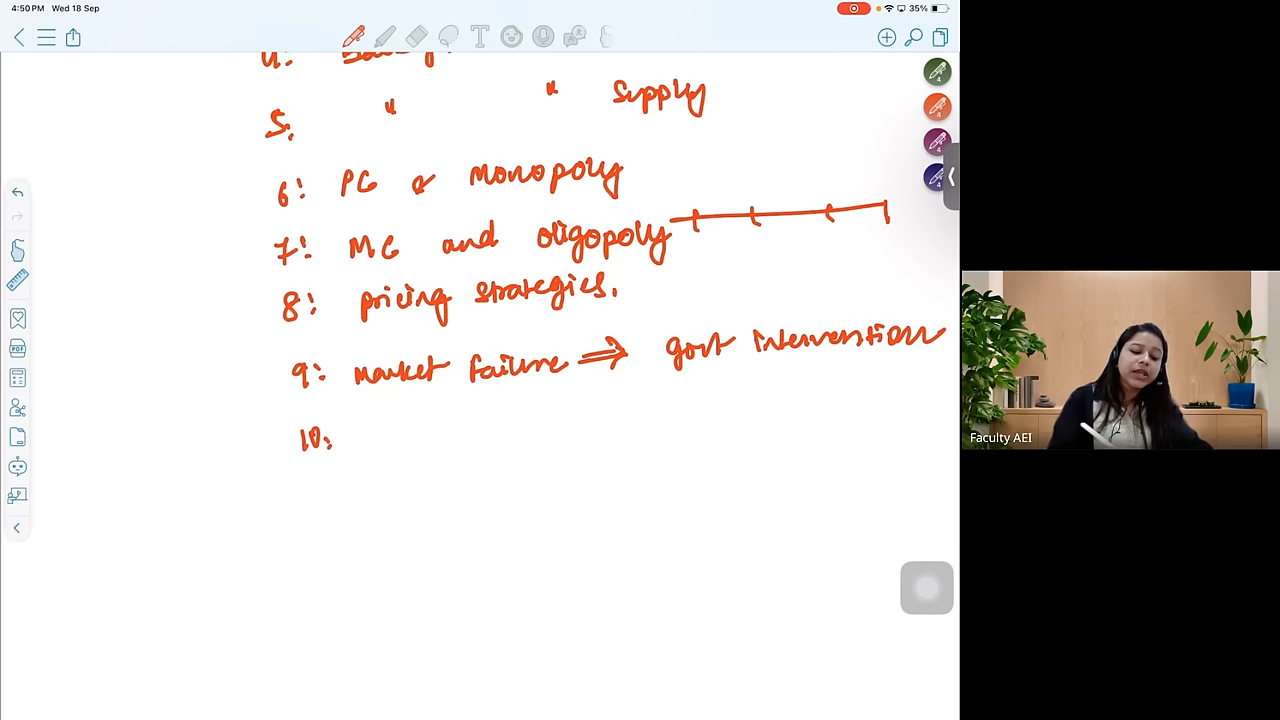 4:50 PM Wed 18 Sep
35%
4:
5: " " Supply
6: PC & Monopoly
7: MC and oligopoly
8: pricing strategies.
9: market failure ⇒ govt intervention
10:
Faculty AEI